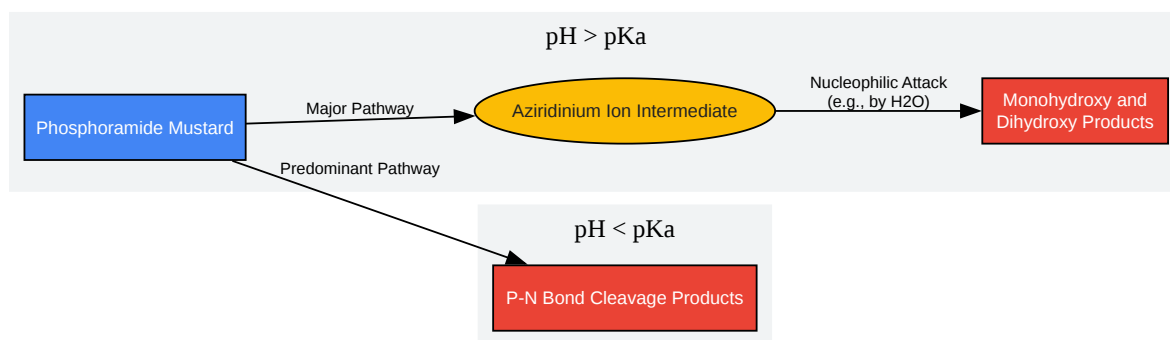 pH > pKa
Phosphoramide Mustard
Major Pathway
Aziridinium Ion Intermediate
Nucleophilic Attack
(e.g., by H2O)
Monohydroxy and
Dihydroxy Products
Predominant Pathway
pH < pKa
P-N Bond Cleavage Products